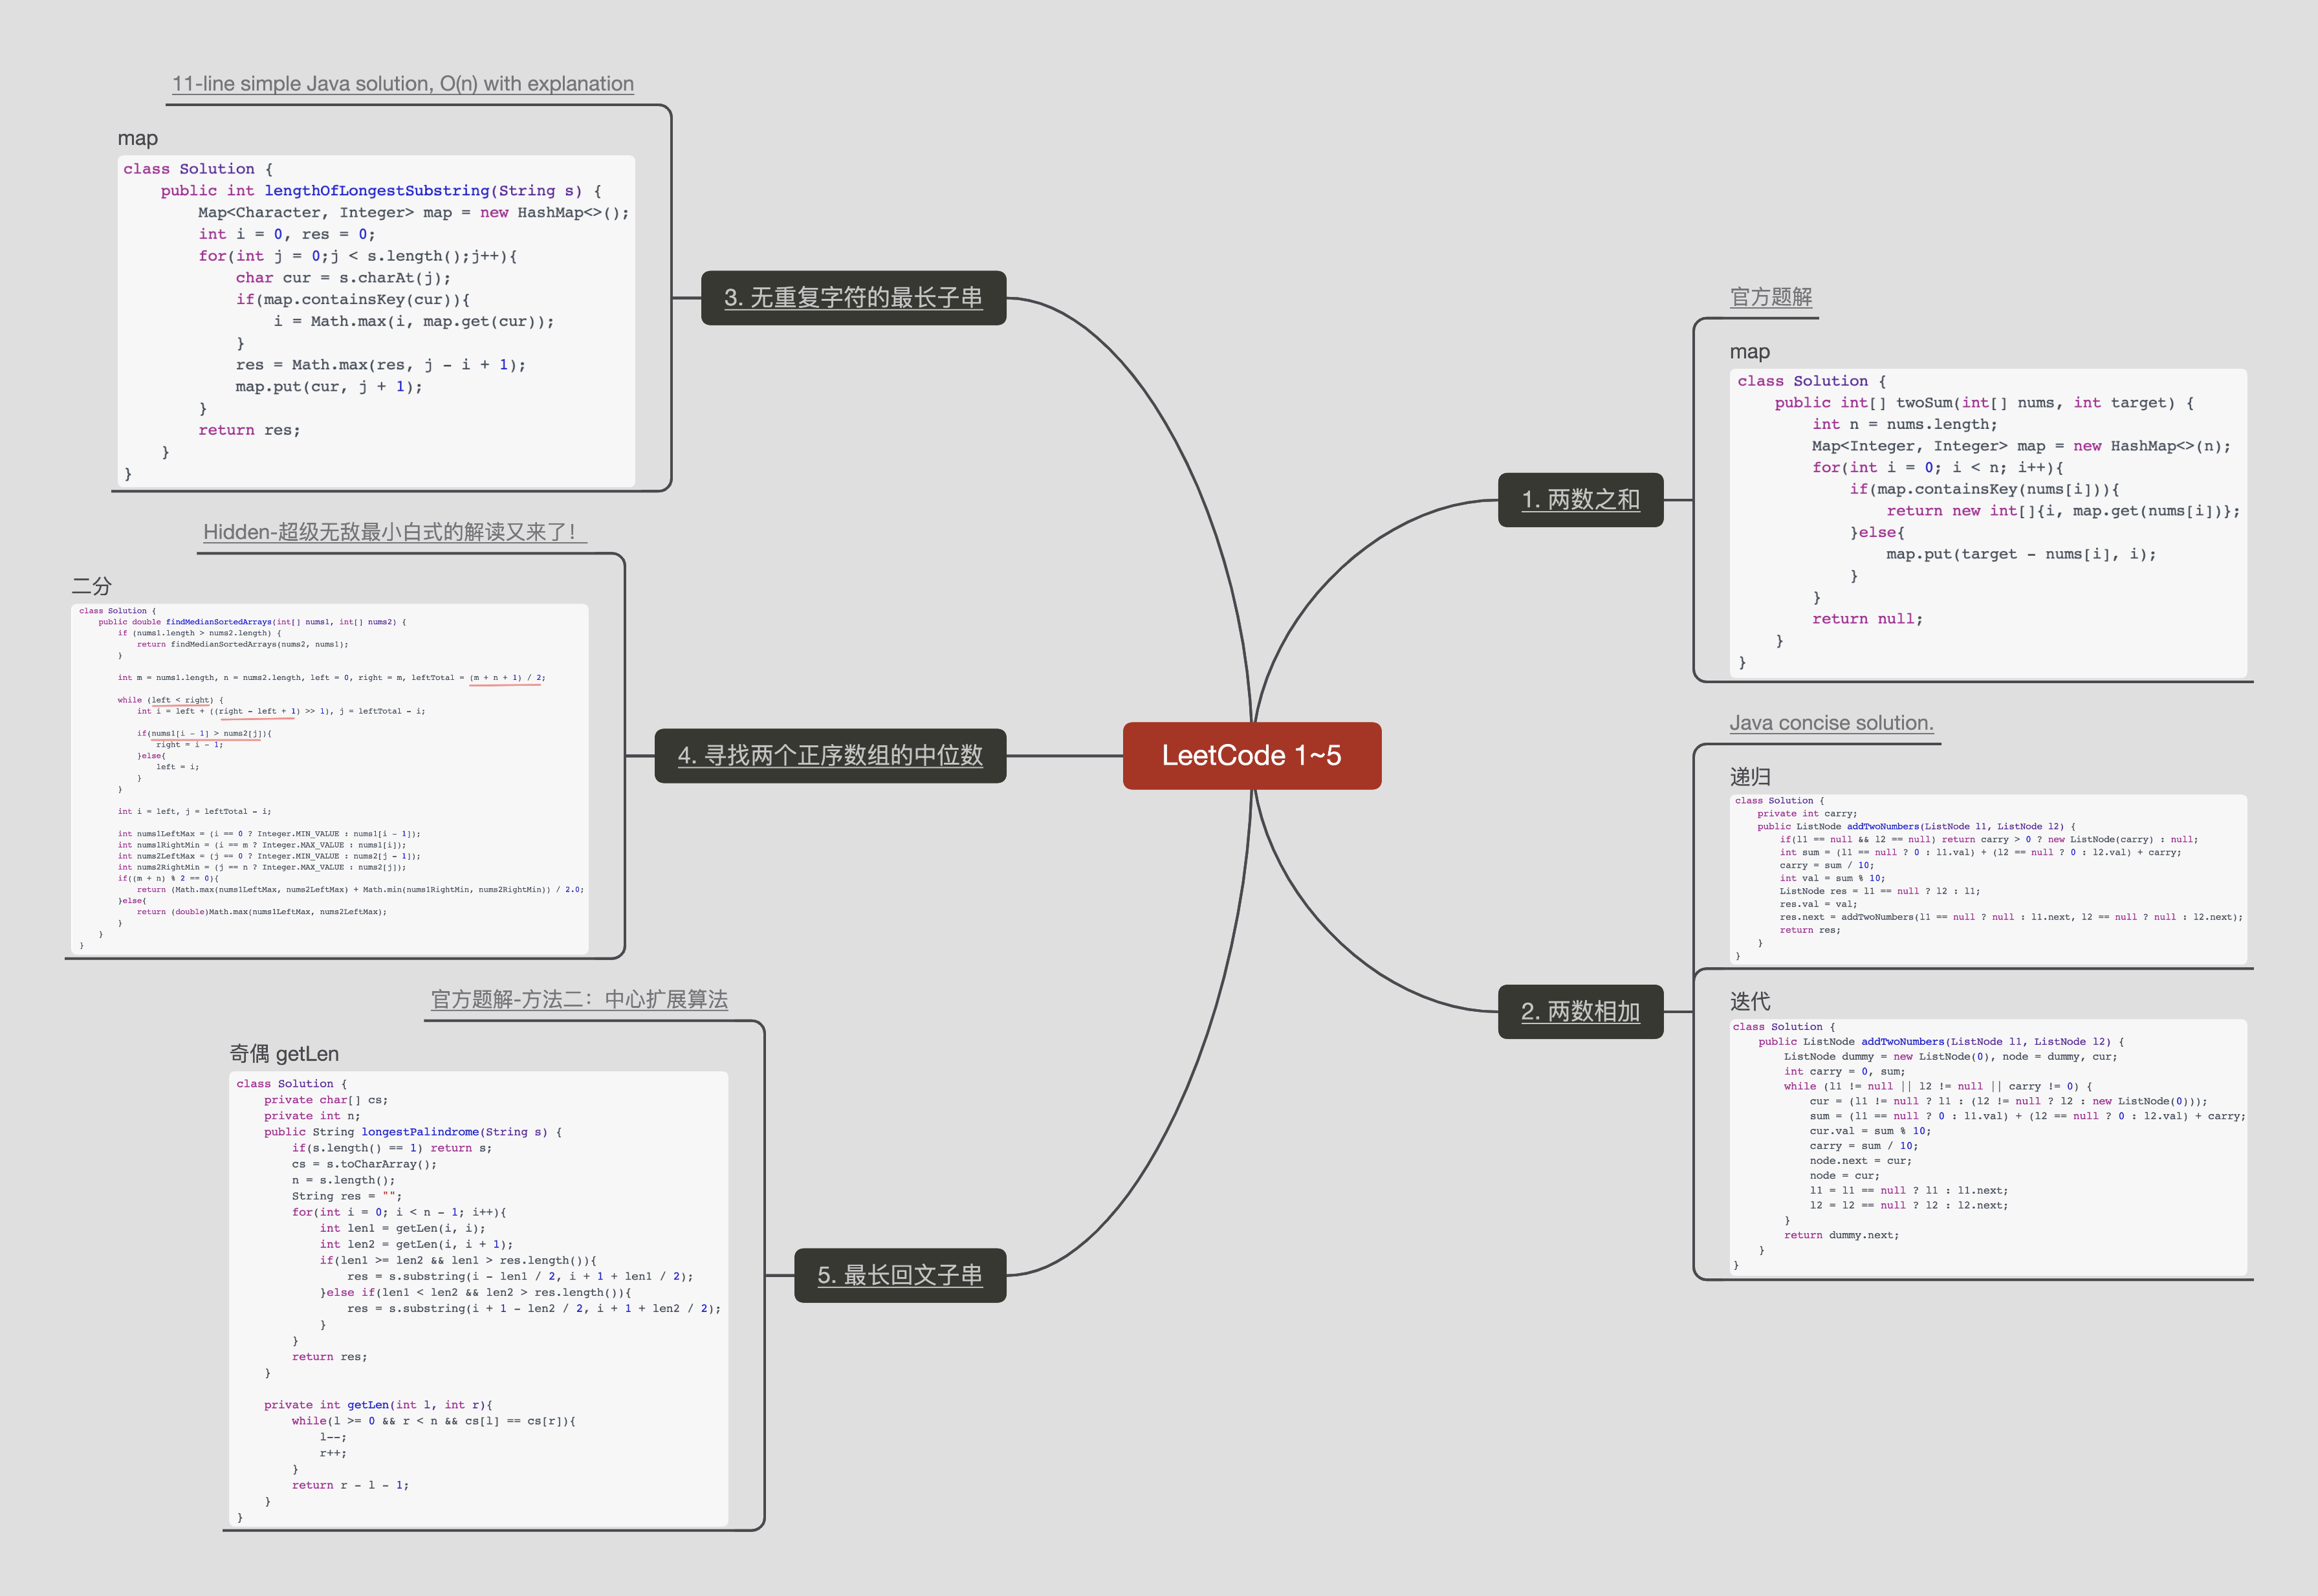 LeetCode 1~5
1. 两数之和
官方题解
map
class Solution {
    public int[] twoSum(int[] nums, int target) {
        int n = nums.length;
        Map<Integer, Integer> map = new HashMap<>(n);
        for(int i = 0; i < n; i++){
            if(map.containsKey(nums[i])){
                return new int[]{i, map.get(nums[i])};
            }else{
                map.put(target - nums[i], i);
            }
        }
        return null;
    }
}
2. 两数相加
Java concise solution.
递归
class Solution {
    private int carry;
    public ListNode addTwoNumbers(ListNode l1, ListNode l2) {
        if(l1 == null && l2 == null) return carry > 0 ? new ListNode(carry) : null;
        int sum = (l1 == null ? 0 : l1.val) + (l2 == null ? 0 : l2.val) + carry;
        carry = sum / 10;
        int val = sum % 10;
        ListNode res = l1 == null ? l2 : l1;
        res.val = val;
        res.next = addTwoNumbers(l1 == null ? null : l1.next, l2 == null ? null : l2.next);
        return res;
    }
}
迭代
class Solution {
    public ListNode addTwoNumbers(ListNode l1, ListNode l2) {
        ListNode dummy = new ListNode(0), node = dummy, cur;
        int carry = 0, sum;
        while (l1 != null || l2 != null || carry != 0) {
            cur = (l1 != null ? l1 : (l2 != null ? l2 : new ListNode(0)));
            sum = (l1 == null ? 0 : l1.val) + (l2 == null ? 0 : l2.val) + carry;
            cur.val = sum % 10;
            carry = sum / 10;
            node.next = cur;
            node = cur;
            l1 = l1 == null ? l1 : l1.next;
            l2 = l2 == null ? l2 : l2.next;
        }
        return dummy.next;
    }
}
3. 无重复字符的最长子串
11-line simple Java solution, O(n) with explanation
map
class Solution {
    public int lengthOfLongestSubstring(String s) {
        Map<Character, Integer> map = new HashMap<>();
        int i = 0, res = 0;
        for(int j = 0;j < s.length();j++){
            char cur = s.charAt(j);
            if(map.containsKey(cur)){
                i = Math.max(i, map.get(cur));
            }
            res = Math.max(res, j - i + 1);
            map.put(cur, j + 1);
        }
        return res;
    }
}
4. 寻找两个正序数组的中位数
Hidden-超级无敌最小白式的解读又来了！
二分
class Solution {
    public double findMedianSortedArrays(int[] nums1, int[] nums2) {
        if (nums1.length > nums2.length) {
            return findMedianSortedArrays(nums2, nums1);
        }
        int m = nums1.length, n = nums2.length, left = 0, right = m, leftTotal = (m + n + 1) / 2;
        while (left < right) {
            int i = left + ((right - left + 1) >> 1), j = leftTotal - i;
            if(nums1[i - 1] > nums2[j]){
                right = i - 1;
            }else{
                left = i;
            }
        }
        int i = left, j = leftTotal - i;
        int nums1LeftMax = (i == 0 ? Integer.MIN_VALUE : nums1[i - 1]);
        int nums1RightMin = (i == m ? Integer.MAX_VALUE : nums1[i]);
        int nums2LeftMax = (j == 0 ? Integer.MIN_VALUE : nums2[j - 1]);
        int nums2RightMin = (j == n ? Integer.MAX_VALUE : nums2[j]);
        if((m + n) % 2 == 0){
            return (Math.max(nums1LeftMax, nums2LeftMax) + Math.min(nums1RightMin, nums2RightMin)) / 2.0;
        }else{
            return (double)Math.max(nums1LeftMax, nums2LeftMax);
        }
    }
}
5. 最长回文子串
官方题解-方法二：中心扩展算法
奇偶 getLen
class Solution {
    private char[] cs;
    private int n;
    public String longestPalindrome(String s) {
        if(s.length() == 1) return s;
        cs = s.toCharArray();
        n = s.length();
        String res = "";
        for(int i = 0; i < n - 1; i++){
            int len1 = getLen(i, i);
            int len2 = getLen(i, i + 1);
            if(len1 >= len2 && len1 > res.length()){
                res = s.substring(i - len1 / 2, i + 1 + len1 / 2);
            }else if(len1 < len2 && len2 > res.length()){
                res = s.substring(i + 1 - len2 / 2, i + 1 + len2 / 2);
            }
        }
        return res;
    }
    private int getLen(int l, int r){
        while(l >= 0 && r < n && cs[l] == cs[r]){
            l--;
            r++;
        }
        return r - l - 1;
    }
}